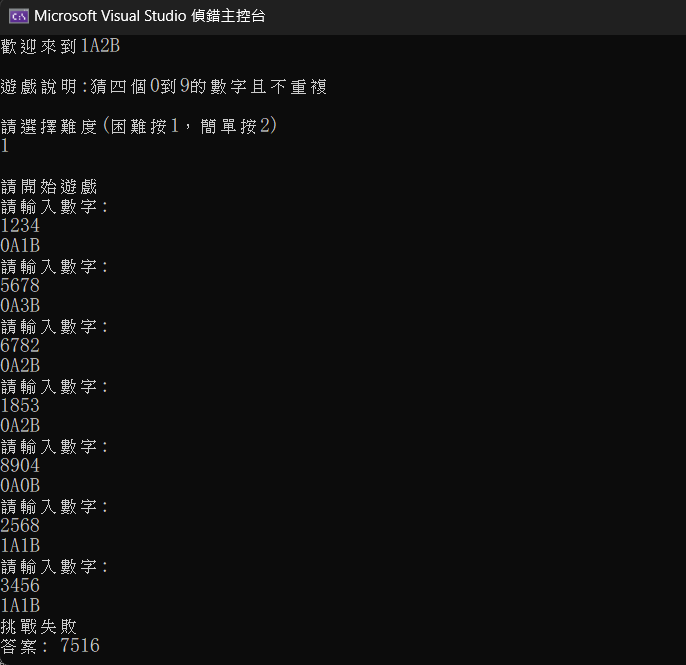 Microsoft Visual Studio 偵錯主控台
歡迎來到1A2B
遊戲說明:猜四個0到9的數字且不重複
請選擇難度(困難按1，簡單按2)
1
請開始遊戲
請輸入數字:
1234
0A1B
請輸入數字:
5678
0A3B
請輸入數字:
6782
0A2B
請輸入數字:
1853
0A2B
請輸入數字:
8904
0A0B
請輸入數字:
2568
1A1B
請輸入數字:
3456
1A1B
挑戰失敗
答案: 7516